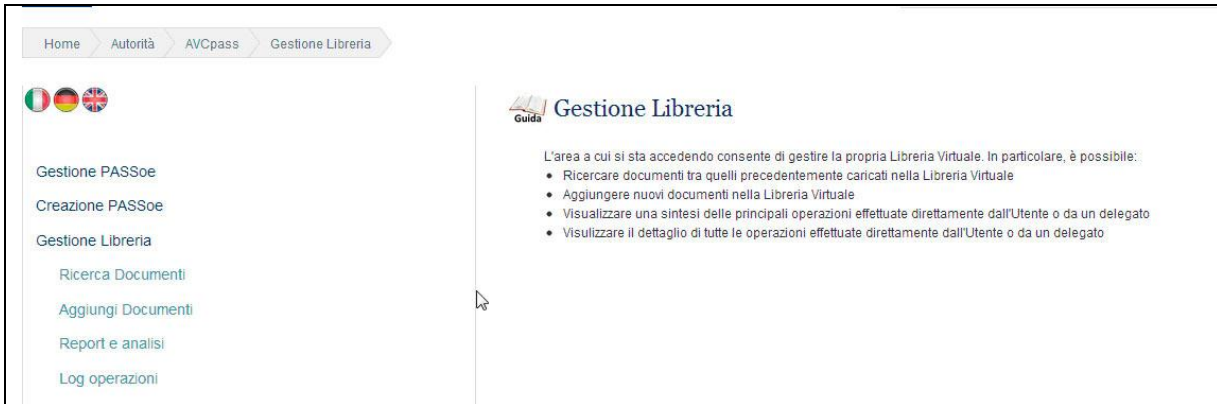 Home Autorità AVCpass Gestione Libreria
Gestione PASSoe
Creazione PASSoe
Gestione Libreria
Ricerca Documenti
Aggiungi Documenti
Report e analisi
Log operazioni
Guida Gestione Libreria
L'area a cui si sta accedendo consente di gestire la propria Libreria Virtuale. In particolare, è possibile:
• Ricercare documenti tra quelli precedentemente caricati nella Libreria Virtuale
• Aggiungere nuovi documenti nella Libreria Virtuale
• Visualizzare una sintesi delle principali operazioni effettuate direttamente dall'Utente o da un delegato
• Visulizzare il dettaglio di tutte le operazioni effettuate direttamente dall'Utente o da un delegato